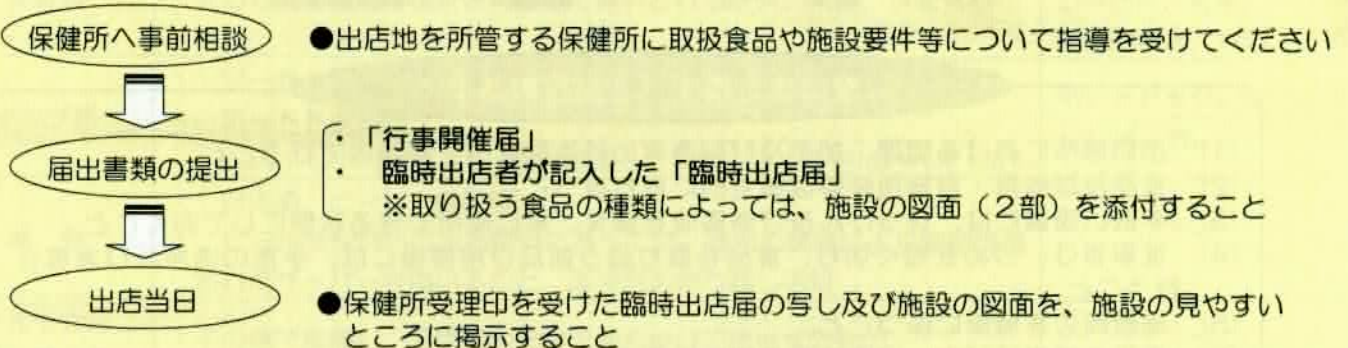 保健所へ事前相談
●出店地を所管する保健所に取扱食品や施設要件等について指導を受けてください
届出書類の提出
・「行事開催届」
・ 臨時出店者が記入した「臨時出店届」
※取り扱う食品の種類によっては、施設の図面（２部）を添付すること
出店当日
●保健所受理印を受けた臨時出店届の写し及び施設の図面を、施設の見やすい
ところに掲示すること